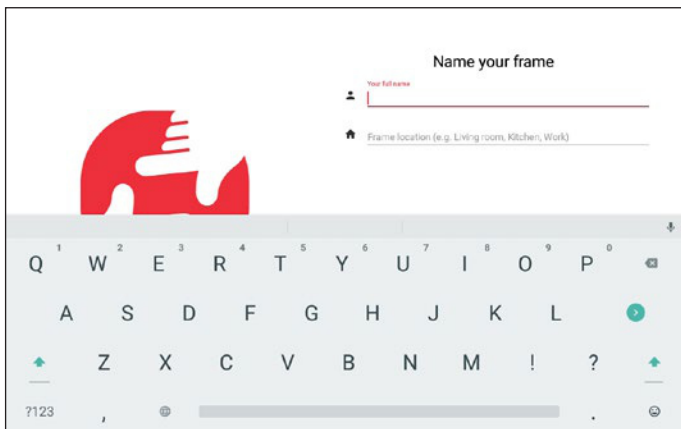 Name your frame
Your full name
Frame location (e.g. Living room, Kitchen, Work)
Q 1 W 2 E 3 R 4 T 5 Y 6 U 7 I 8 O 9 P 0
A S D F G H J K L
Z X C V B N M ! ?
?123 , .